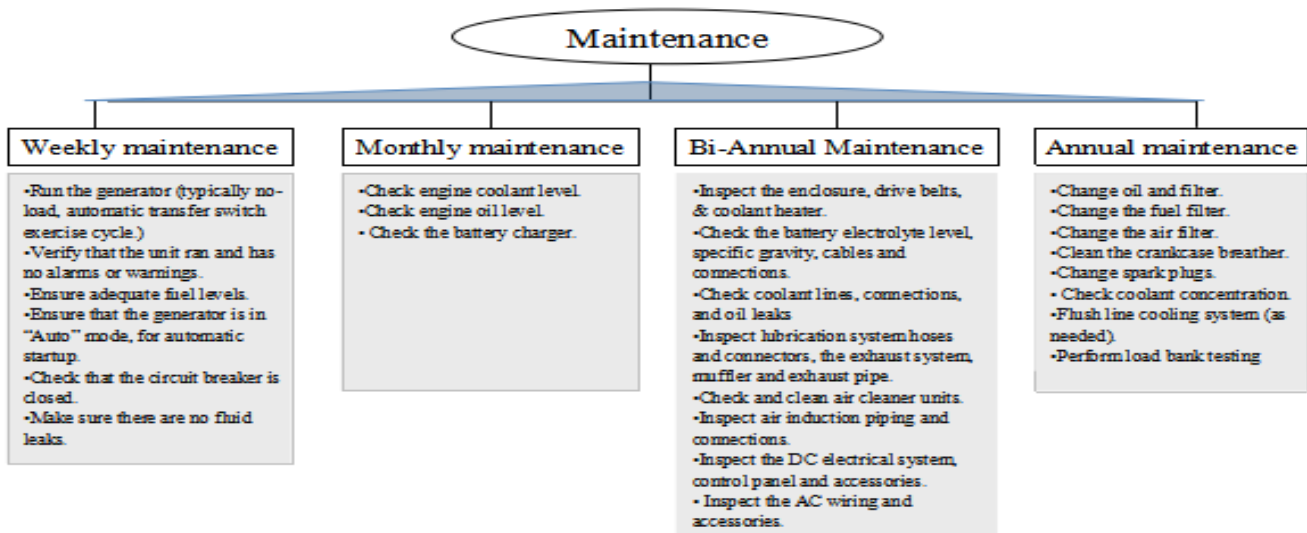 Maintenance
Weekly maintenance
•Run the generator (typically no-
load, automatic transfer switch
exercise cycle.)
•Verify that the unit ran and has
no alarms or warnings.
•Ensure adequate fuel levels.
•Ensure that the generator is in
“Auto” mode, for automatic
startup.
•Check that the circuit breaker is
closed.
•Make sure there are no fluid
leaks.
Monthly maintenance
•Check engine coolant level.
•Check engine oil level.
• Check the battery charger.
Bi-Annual Maintenance
•Inspect the enclosure, drive belts,
& coolant heater.
•Check the battery electrolyte level,
specific gravity, cables and
connections.
•Check coolant lines, connections,
and oil leaks
•Inspect lubrication system hoses
and connectors, the exhaust system,
muffler and exhaust pipe.
•Check and clean air cleaner units.
•Inspect air induction piping and
connections.
•Inspect the DC electrical system,
control panel and accessories.
• Inspect the AC wiring and
accessories.
Annual maintenance
•Change oil and filter.
•Change the fuel filter.
•Change the air filter.
•Clean the crankcase breather.
•Change spark plugs.
• Check coolant concentration.
•Flush line cooling system (as
needed).
•Perform load bank testing